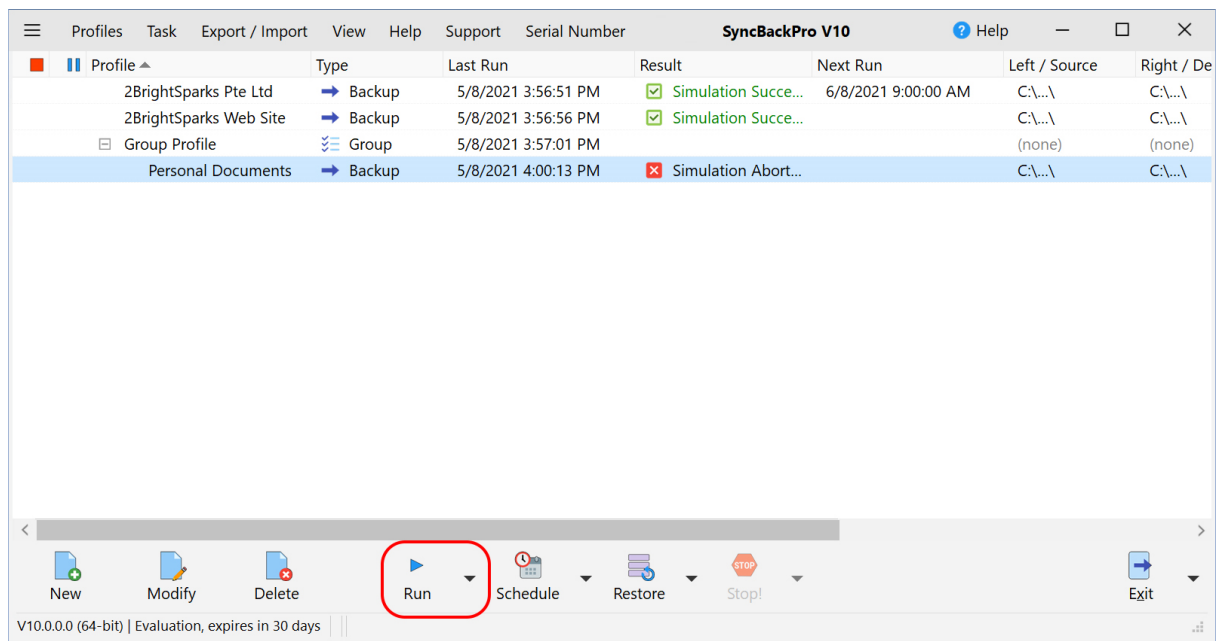 Profiles Task Export / Import View Help Support Serial Number SyncBackPro V10 ? Help
Profile Type Last Run Result Next Run Left / Source Right / De
2BrightSparks Pte Ltd Backup 5/8/2021 3:56:51 PM Simulation Succe... 6/8/2021 9:00:00 AM C:\...\ C:\...\
2BrightSparks Web Site Backup 5/8/2021 3:56:56 PM Simulation Succe... C:\...\ C:\...\
Group Profile Group 5/8/2021 3:57:01 PM (none) (none)
Personal Documents Backup 5/8/2021 4:00:13 PM Simulation Abort... C:\...\ C:\...\
STOP
New Modify Delete Run Schedule Restore Stop! Exit
V10.0.0.0 (64-bit) | Evaluation, expires in 30 days